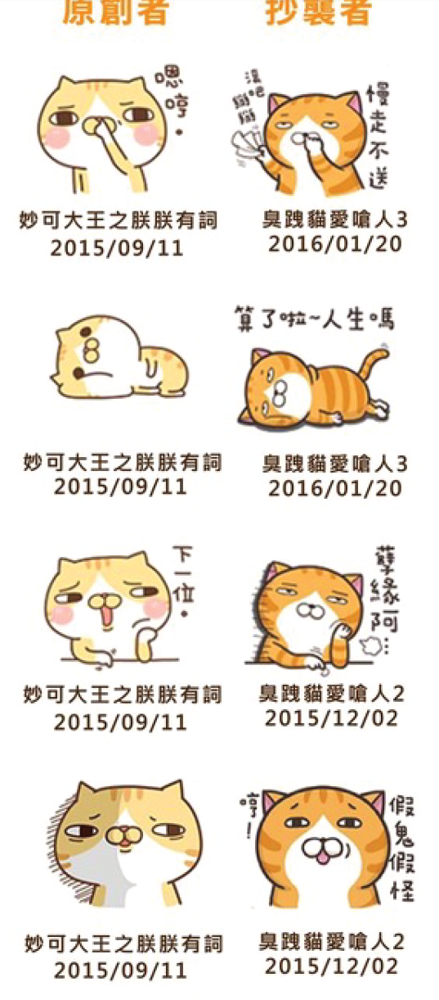 原創者
抄襲者
嗯哼。
沒吧
掰掰
慢走不送
妙可大王之朕朕有詞
2015/09/11
臭跩貓愛嗆人3
2016/01/20
算了啦~人生嗎
妙可大王之朕朕有詞
2015/09/11
臭跩貓愛嗆人3
2016/01/20
下一位。
孽緣阿...
妙可大王之朕朕有詞
2015/09/11
臭跩貓愛嗆人2
2015/12/02
哼!
假鬼假怪
妙可大王之朕朕有詞
2015/09/11
臭跩貓愛嗆人2
2015/12/02